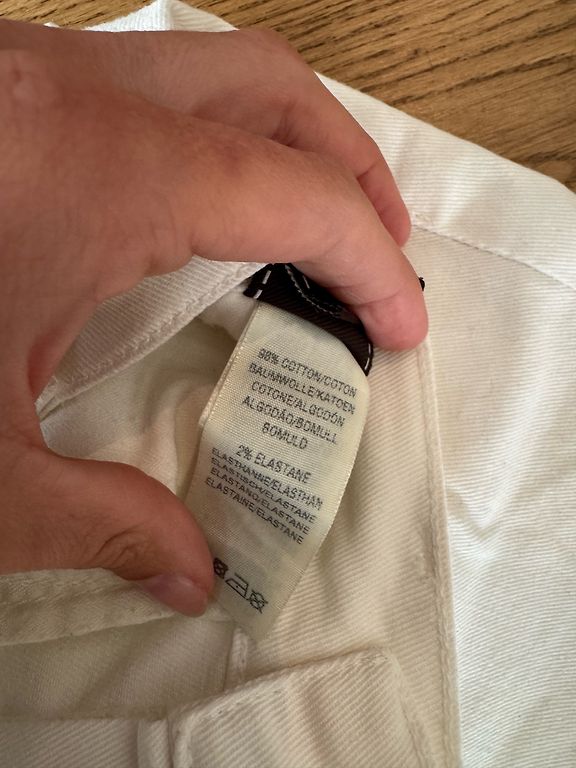 98% COTTON/COTON
BAUMWOLLE/KATOEN
COTONE/ALGODÓN
ALGODÃO/BOMULL
BOMULD
2% ELASTANE
ELASTHANNE/ELASTHAN
ELASTISCH/ELASTANE
ELASTANO/ELASTANE
ELASTAINE/ELASTANE